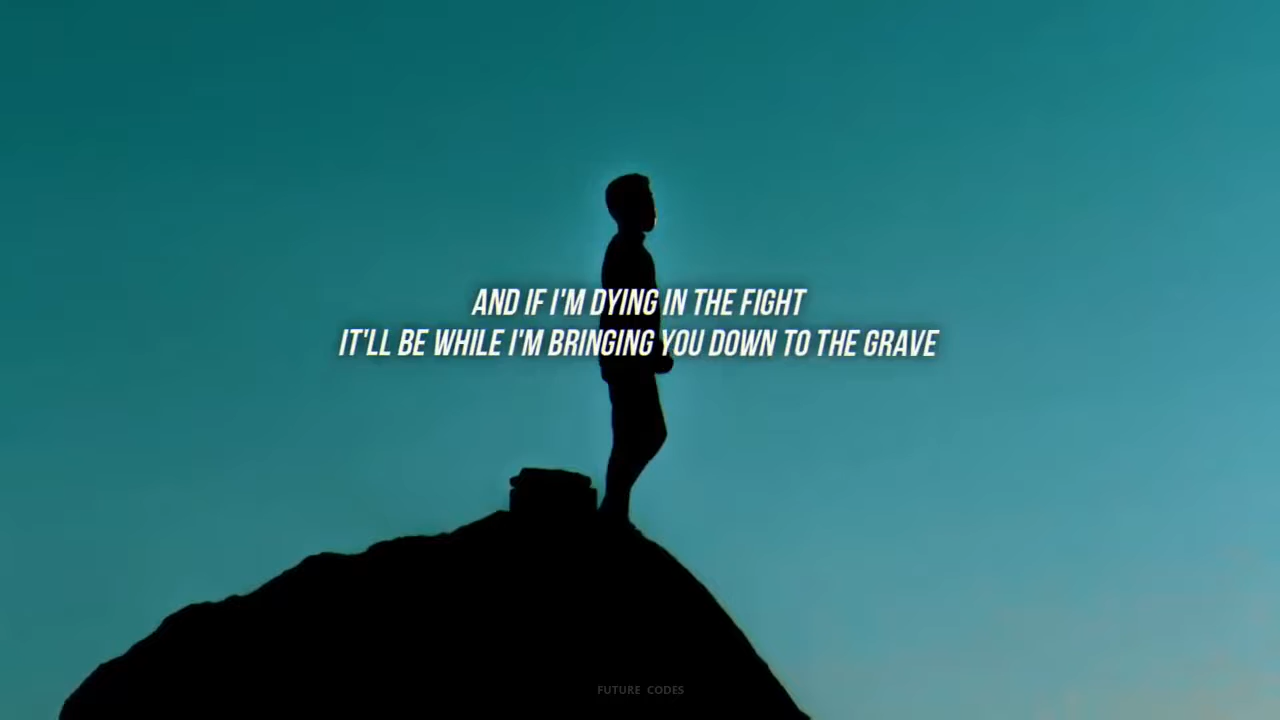 AND IF I'M DYING IN THE FIGHT
IT'LL BE WHILE I'M BRINGING YOU DOWN TO THE GRAVE
FUTURE CODES